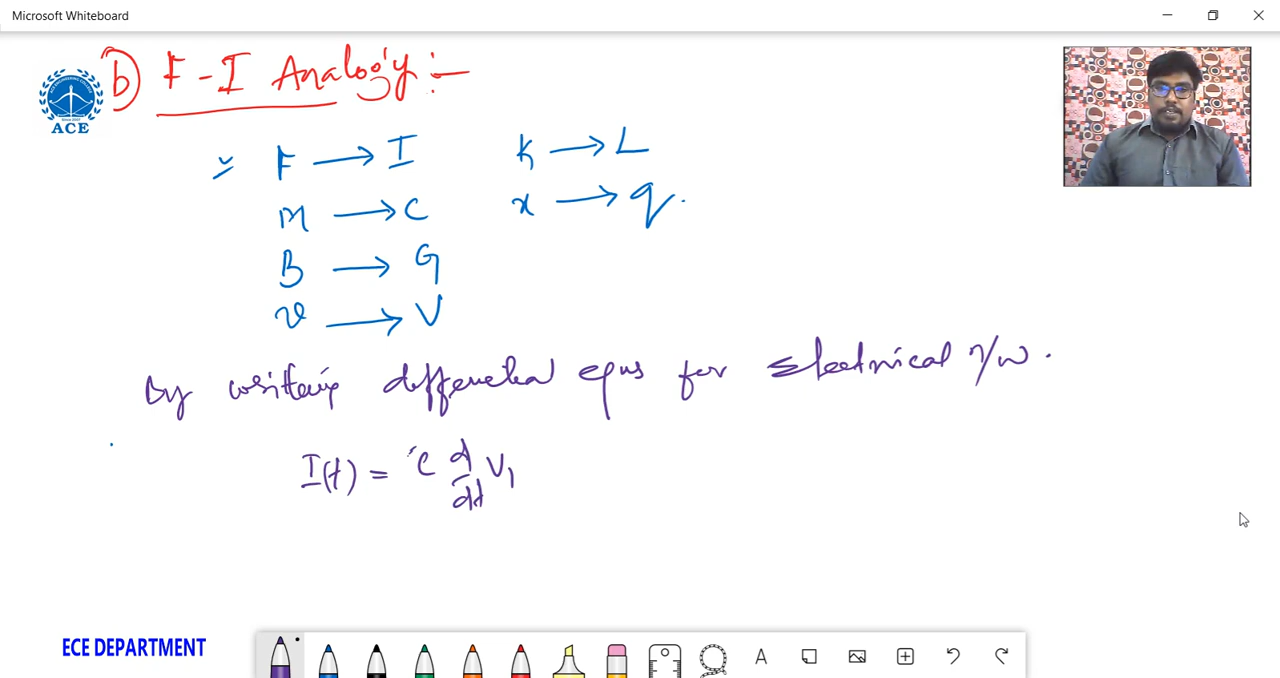 Microsoft Whiteboard
b) F-I Analogy :-
ACE
F → I K → L
M → C x → q.
B → G
v → V
By writing differential eqns for Electrical n/w.
I(t) = C d/dt V1
ECE DEPARTMENT
A